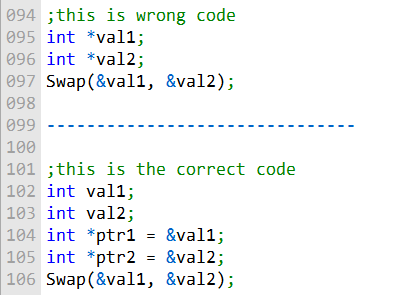 094 ;this is wrong code
095 int *val1;
096 int *val2;
097 Swap(&val1, &val2);
098
099 -------------------------------
100
101 ;this is the correct code
102 int val1;
103 int val2;
104 int *ptr1 = &val1;
105 int *ptr2 = &val2;
106 Swap(&val1, &val2);